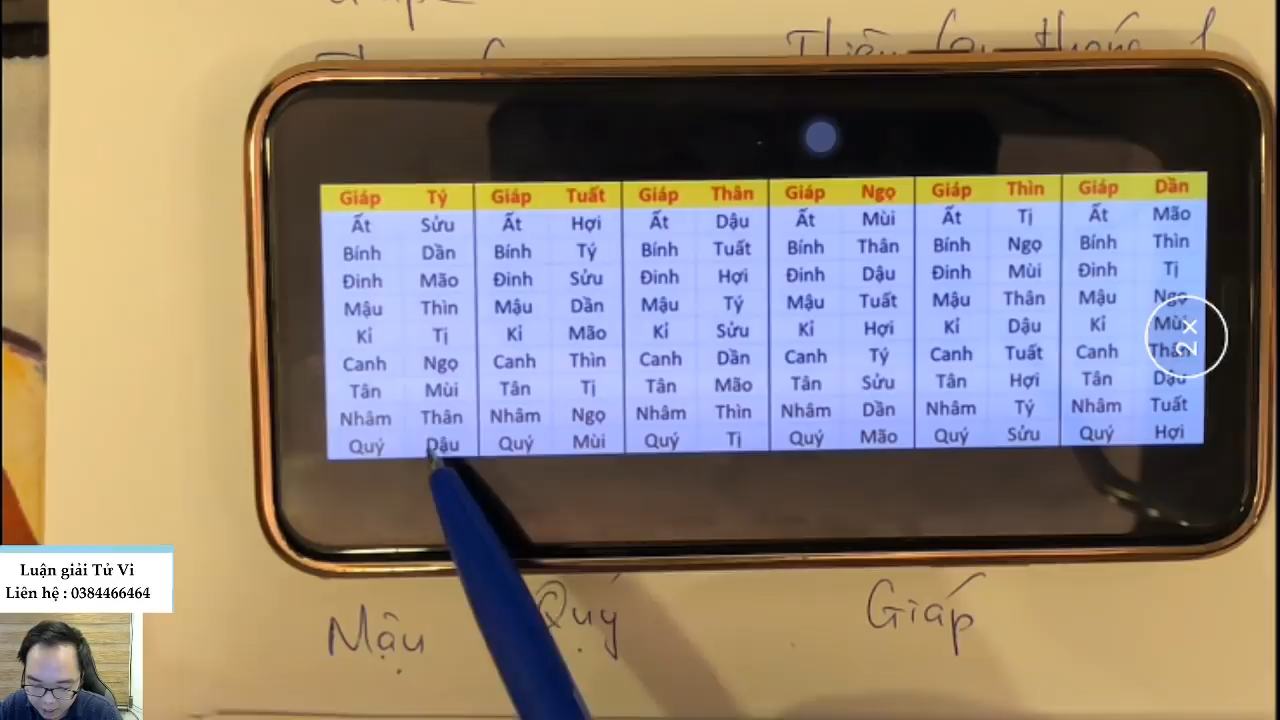 Thiên can tháng 1
Giáp Tý Giáp Tuất Giáp Thân Giáp Ngọ Giáp Thìn Giáp Dần
Ất Sửu Ất Hợi Ất Dậu Ất Mùi Ất Tị Ất Mão
Bính Dần Bính Tý Bính Tuất Bính Thân Bính Ngọ Bính Thìn
Đinh Mão Đinh Sửu Đinh Hợi Đinh Dậu Đinh Mùi Đinh Tị
Mậu Thìn Mậu Dần Mậu Tý Mậu Tuất Mậu Thân Mậu Ngọ
Kỉ Tị Kỉ Mão Kỉ Sửu Kỉ Hợi Kỉ Dậu Kỉ Mùi
Canh Ngọ Canh Thìn Canh Dần Canh Tý Canh Tuất Canh Thân
Tân Mùi Tân Tị Tân Mão Tân Sửu Tân Hợi Tân Dậu
Nhâm Thân Nhâm Ngọ Nhâm Thìn Nhâm Dần Nhâm Tý Nhâm Tuất
Quý Dậu Quý Mùi Quý Tị Quý Mão Quý Sửu Quý Hợi
2×
Luận giải Tử Vi
Liên hệ : 0384466464
Mậu Quý Giáp